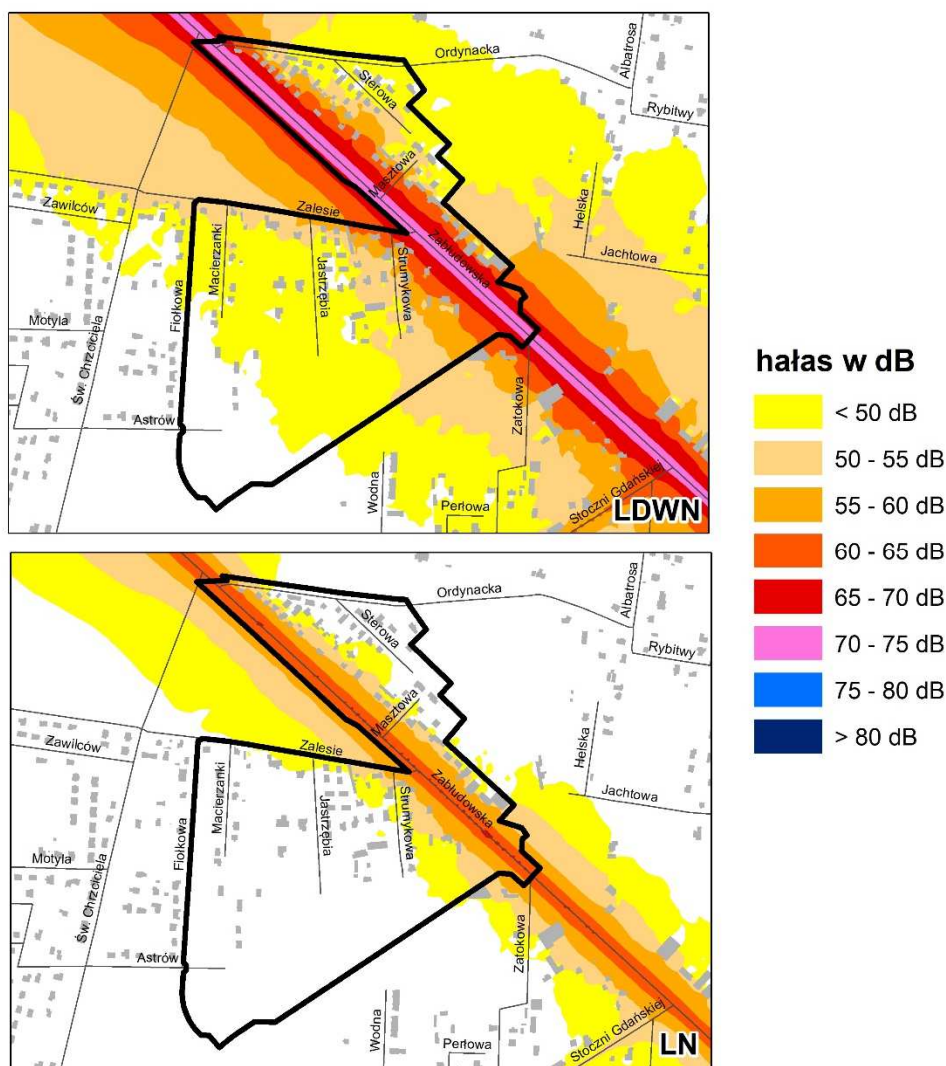 Ordynacka
Albatrosa
Rybitwy
Sterowa
Masztowa
Helska
Jachtowa
Zawilców
Zalesie
Zabłudowska
Macierzanki
Jastrzębia
Strumykowa
Fiołkowa
Motyla
Św. Chrzciciela
Astrów
Zatokowa
Wodna
Perłowa
Stoczni Gdańskiej
LDWN
hałas w dB
< 50 dB
50 - 55 dB
55 - 60 dB
60 - 65 dB
65 - 70 dB
70 - 75 dB
75 - 80 dB
> 80 dB
Ordynacka
Albatrosa
Rybitwy
Sterowa
Masztowa
Helska
Jachtowa
Zawilców
Zalesie
Zabłudowska
Macierzanki
Jastrzębia
Strumykowa
Fiołkowa
Motyla
Św. Chrzciciela
Astrów
Zatokowa
Wodna
Perłowa
Stoczni Gdańskiej
LN